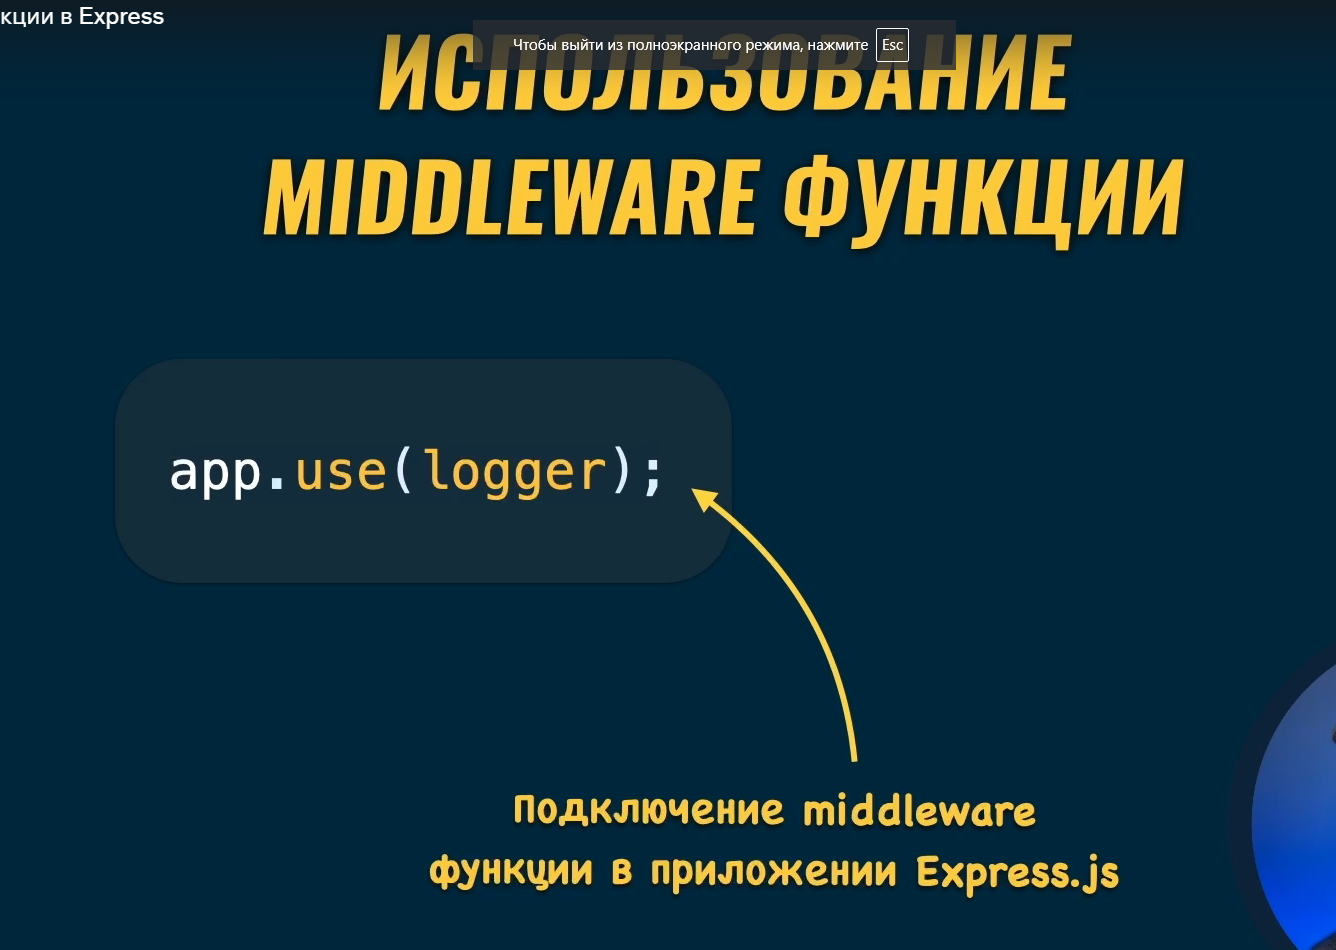 кции в Express
Чтобы выйти из полноэкранного режима, нажмите Esc
ИСПОЛЬЗОВАНИЕ
MIDDLEWARE ФУНКЦИИ
app.use(logger);
Подключение middleware
функции в приложении Express.js